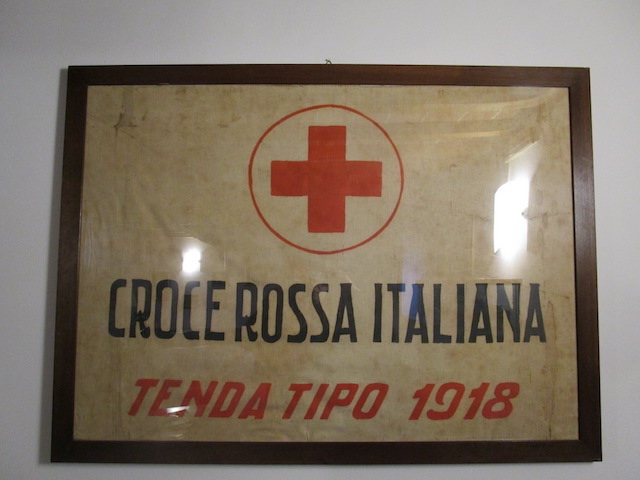 CROCE ROSSA ITALIANA
TENDA TIPO 1918